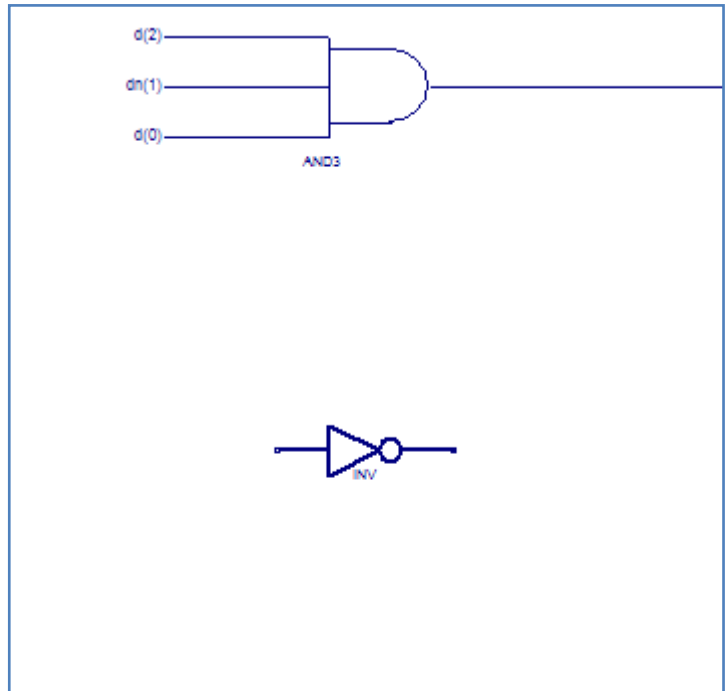 d(2)
dn(1)
d(0)
AND3
INV